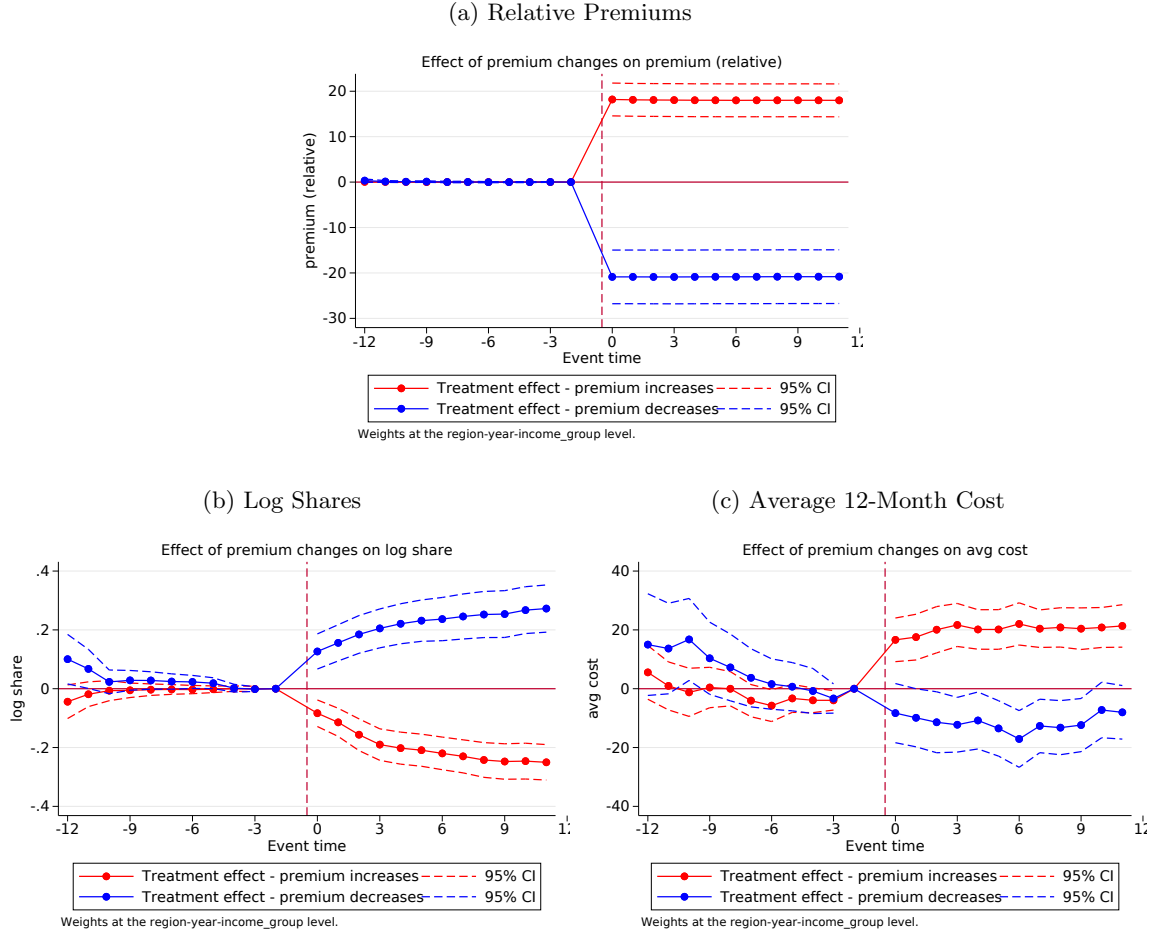 (a) Relative Premiums
Effect of premium changes on premium (relative)
premium (relative)
20
10
0
-10
-20
-30
-12 -9 -6 -3 0 3 6 9 12
Event time
Treatment effect - premium increases 95% CI
Treatment effect - premium decreases 95% CI
Weights at the region-year-income_group level.
(b) Log Shares
Effect of premium changes on log share
log share
.4
.2
0
-.2
-.4
-12 -9 -6 -3 0 3 6 9 12
Event time
Treatment effect - premium increases 95% CI
Treatment effect - premium decreases 95% CI
Weights at the region-year-income_group level.
(c) Average 12-Month Cost
Effect of premium changes on avg cost
avg cost
40
20
0
-20
-40
-12 -9 -6 -3 0 3 6 9 12
Event time
Treatment effect - premium increases 95% CI
Treatment effect - premium decreases 95% CI
Weights at the region-year-income_group level.